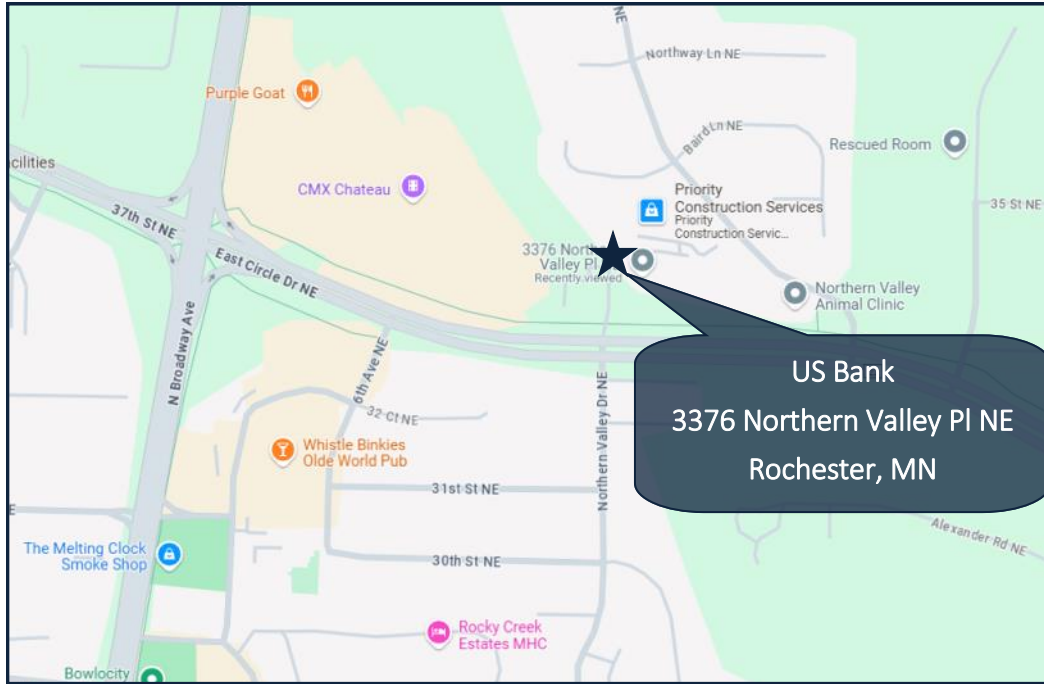 NE
Northway Ln NE
Purple Goat
Baird Ln NE
Rescued Room
cilities
CMX Chateau
Priority
Construction Services
Priority
Construction Servic...
35 St NE
37th St NE
East Circle Dr NE
3376 North
Valley Pl
Recently viewed
Northern Valley
Animal Clinic
N Broadway Ave
6th Ave NE
US Bank
3376 Northern Valley Pl NE
Rochester, MN
32 Ct NE
Whistle Binkies
Olde World Pub
Northern Valley Dr NE
31st St NE
E
Alexander Rd NE
The Melting Clock
Smoke Shop
30th St NE
Rocky Creek
Estates MHC
Bowlocity